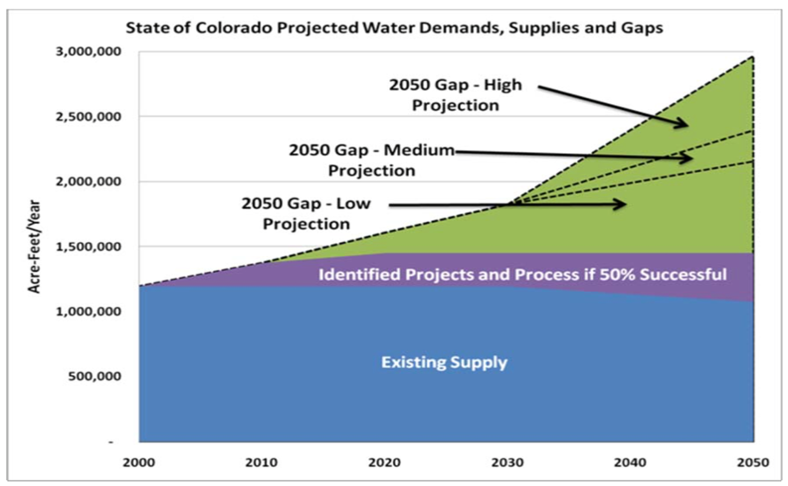 State of Colorado Projected Water Demands, Supplies and Gaps
Acre-Feet/Year
3,000,000
2,500,000
2,000,000
1,500,000
1,000,000
500,000
-
2050 Gap - High
Projection
2050 Gap - Medium
Projection
2050 Gap - Low
Projection
Identified Projects and Process if 50% Successful
Existing Supply
2000 2010 2020 2030 2040 2050